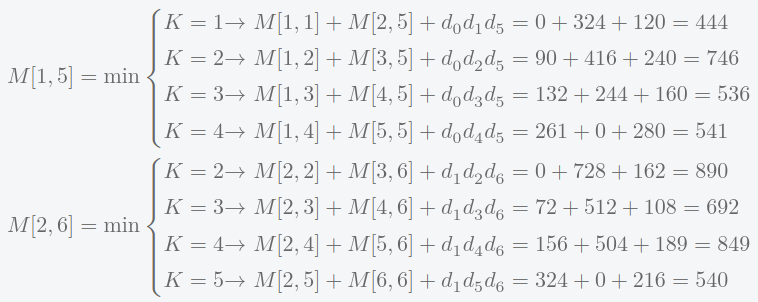 K = 1→ M[1,1] + M[2,5] + d₀d₁d₅ = 0 + 324 + 120 = 444
K = 2→ M[1,2] + M[3,5] + d₀d₂d₅ = 90 + 416 + 240 = 746
M[1,5] = min
K = 3→ M[1,3] + M[4,5] + d₀d₃d₅ = 132 + 244 + 160 = 536
K = 4→ M[1,4] + M[5,5] + d₀d₄d₅ = 261 + 0 + 280 = 541
K = 2→ M[2,2] + M[3,6] + d₁d₂d₆ = 0 + 728 + 162 = 890
K = 3→ M[2,3] + M[4,6] + d₁d₃d₆ = 72 + 512 + 108 = 692
M[2,6] = min
K = 4→ M[2,4] + M[5,6] + d₁d₄d₆ = 156 + 504 + 189 = 849
K = 5→ M[2,5] + M[6,6] + d₁d₅d₆ = 324 + 0 + 216 = 540